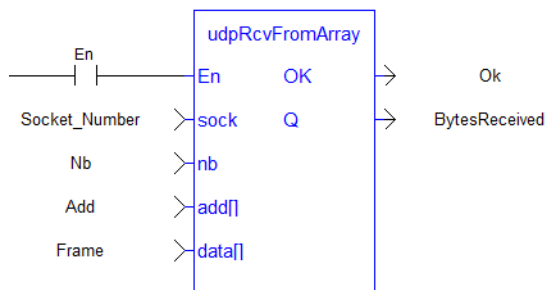 udpRcvFromArray
En
En OK Ok
Socket_Number sock Q BytesReceived
Nb nb
Add add[]
Frame data[]